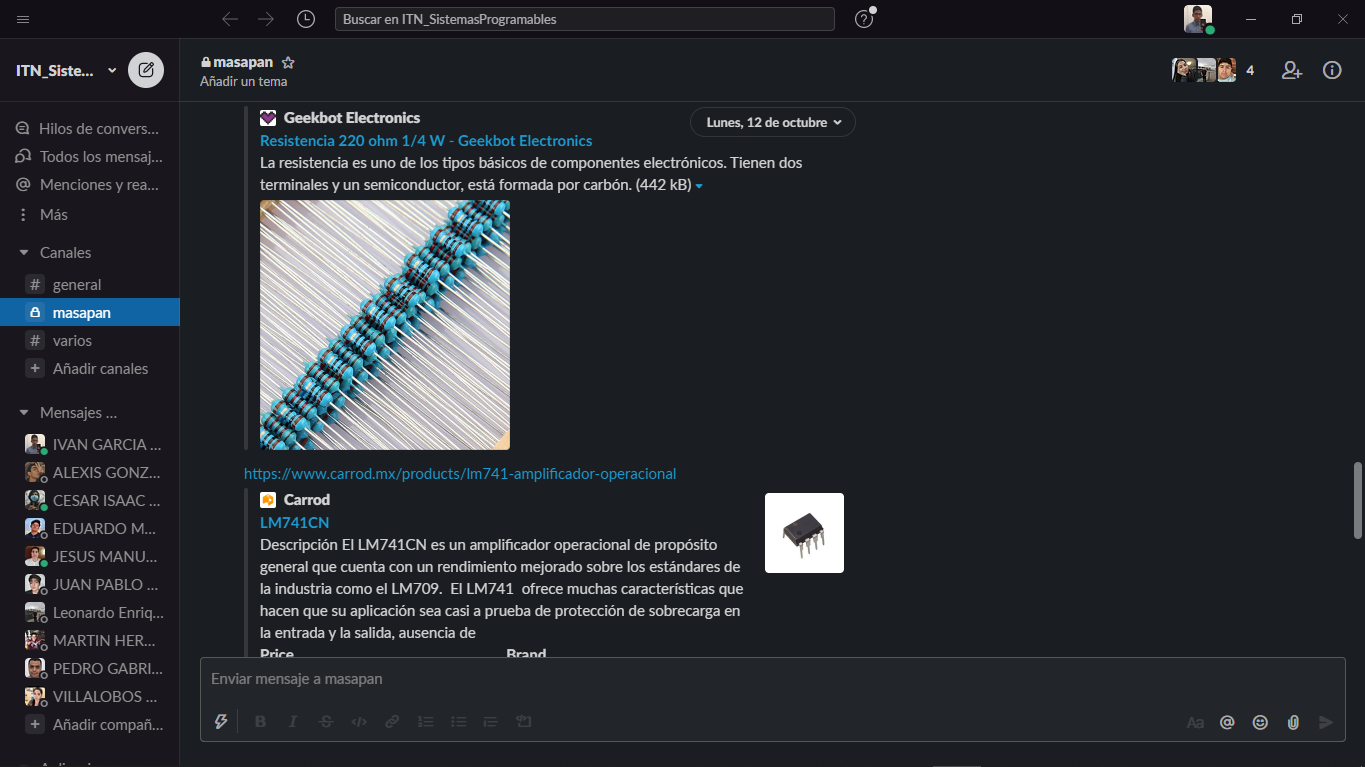 Buscar en ITN_SistemasProgramables
ITN_Siste...
Hilos de convers...
Todos los mensaj...
Menciones y rea...
Más
Canales
# general
masapan
# varios
+ Añadir canales
Mensajes ...
IVAN GARCIA ...
ALEXIS GONZ...
CESAR ISAAC ...
EDUARDO M...
JESUS MANU...
JUAN PABLO ...
Leonardo Enriq...
MARTIN HER...
PEDRO GABRI...
VILLALOBOS ...
+ Añadir compañ...
masapan
Añadir un tema
4
Lunes, 12 de octubre
Geekbot Electronics
Resistencia 220 ohm 1/4 W - Geekbot Electronics
La resistencia es uno de los tipos básicos de componentes electrónicos. Tienen dos
terminales y un semiconductor, está formada por carbón. (442 kB)
https://www.carrod.mx/products/lm741-amplificador-operacional
Carrod
LM741CN
Descripción El LM741CN es un amplificador operacional de propósito
general que cuenta con un rendimiento mejorado sobre los estándares de
la industria como el LM709.  El LM741  ofrece muchas características que
hacen que su aplicación sea casi a prueba de protección de sobrecarga en
la entrada y la salida, ausencia de
Price Brand
Enviar mensaje a masapan
B I S </> Aa @